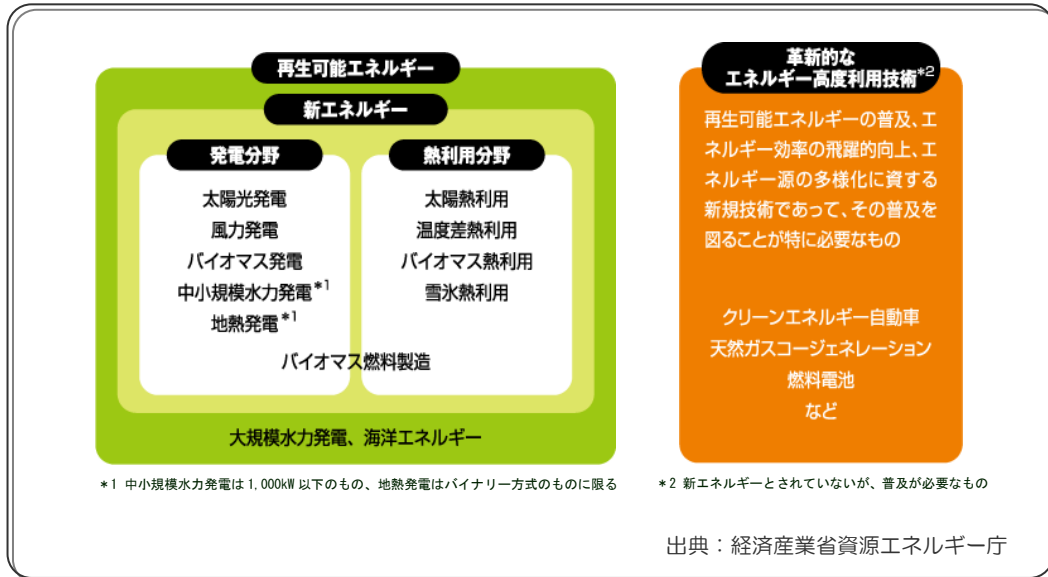 再生可能エネルギー
新エネルギー
発電分野
太陽光発電
風力発電
バイオマス発電
中小規模水力発電*1
地熱発電*1
熱利用分野
太陽熱利用
温度差熱利用
バイオマス熱利用
雪氷熱利用
バイオマス燃料製造
大規模水力発電、海洋エネルギー
*1 中小規模水力発電は1,000kW以下のもの、地熱発電はバイナリー方式のものに限る
革新的な
エネルギー高度利用技術*2
再生可能エネルギーの普及、エ
ネルギー効率の飛躍的向上、エ
ネルギー源の多様化に資する
新規技術であって、その普及を
図ることが特に必要なもの
クリーンエネルギー自動車
天然ガスコージェネレーション
燃料電池
など
*2 新エネルギーとされていないが、普及が必要なもの
出典：経済産業省資源エネルギー庁